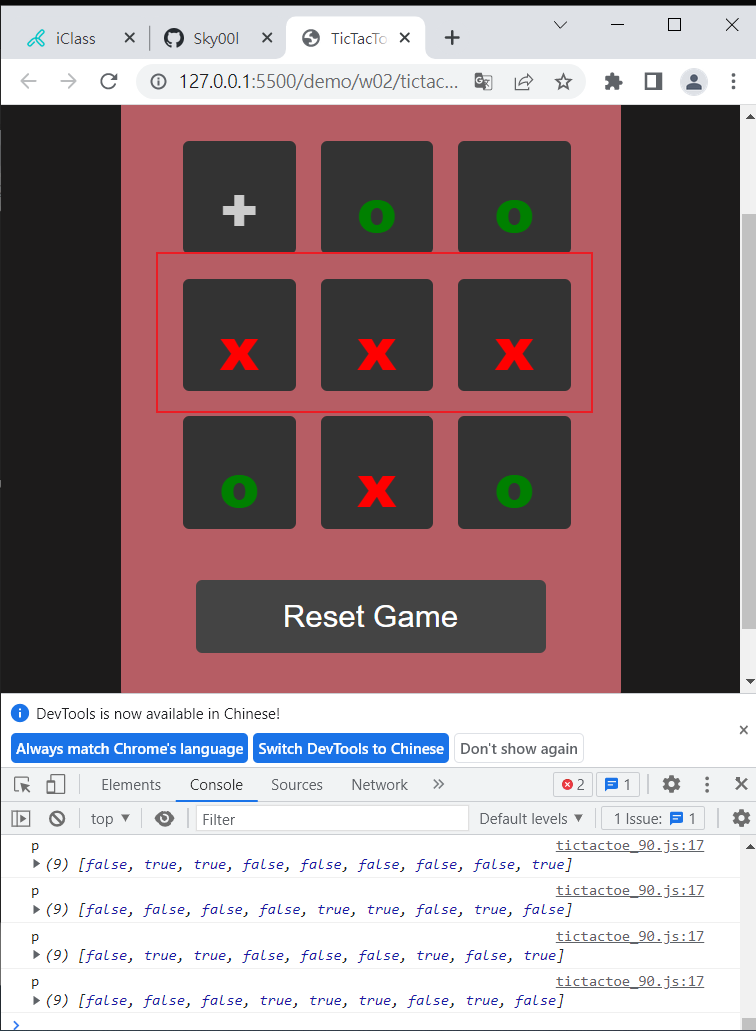 iClass Sky00l TicTacTo
127.0.0.1:5500/demo/w02/tictac...
+ o o
x x x
o x o
Reset Game
DevTools is now available in Chinese!
Always match Chrome's language Switch DevTools to Chinese Don't show again
Elements Console Sources Network 2 1
top Filter Default levels 1 Issue: 1
p tictactoe_90.js:17
(9) [false, true, true, false, false, false, false, false, true]
p tictactoe_90.js:17
(9) [false, false, false, false, true, true, false, true, false]
p tictactoe_90.js:17
(9) [false, true, true, false, false, false, true, false, true]
p tictactoe_90.js:17
(9) [false, false, false, true, true, true, false, true, false]